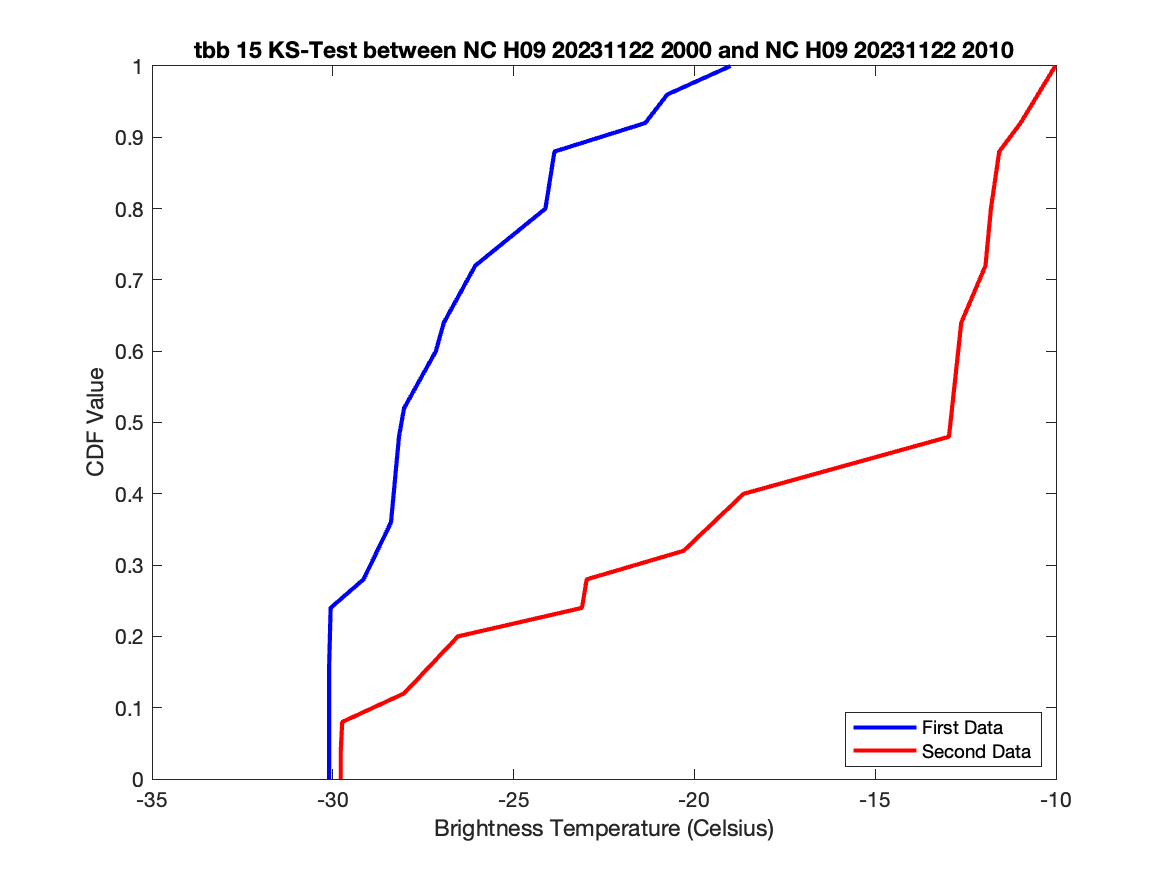 tbb 15 KS-Test between NC H09 20231122 2000 and NC H09 20231122 2010
1
0.9
0.8
0.7
0.6
0.5
0.4
0.3
0.2
0.1
0
CDF Value
-35 -30 -25 -20 -15 -10
Brightness Temperature (Celsius)
First Data
Second Data